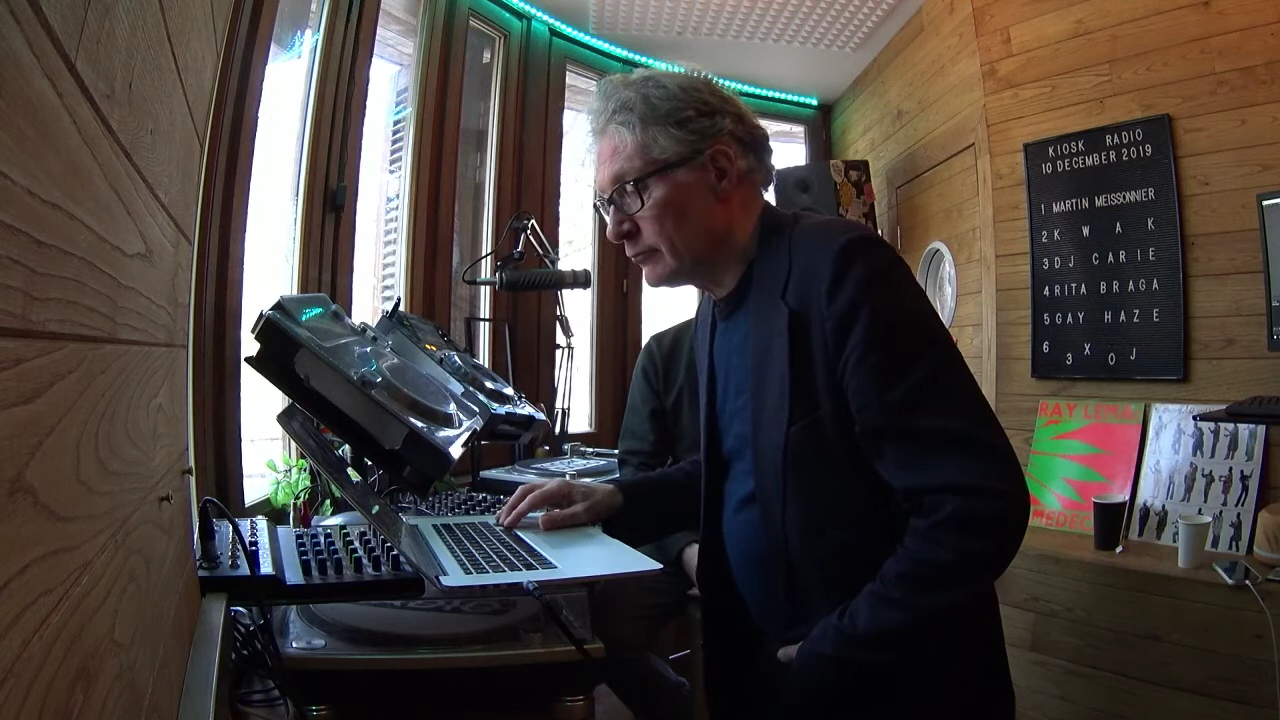 KIOSK RADIO
10 DECEMBER 2019
1 MARTIN MEISSONNIER
2 K W A K
3 DJ CARIE
4 RITA BRAGA
5 GAY HAZE
6 3 X O J
RAY LEMA
MEDEC